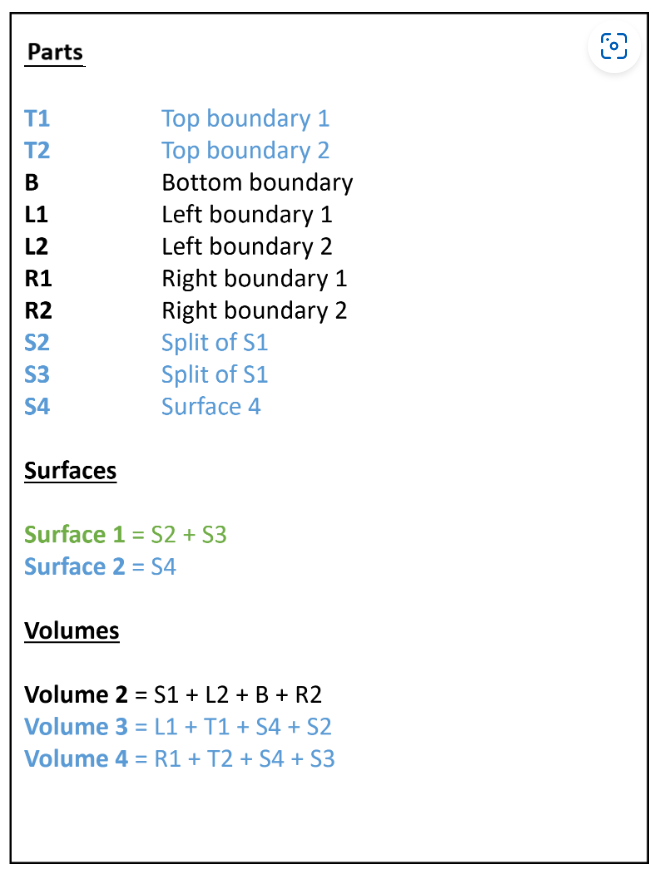 Parts
T1 Top boundary 1
T2 Top boundary 2
B Bottom boundary
L1 Left boundary 1
L2 Left boundary 2
R1 Right boundary 1
R2 Right boundary 2
S2 Split of S1
S3 Split of S1
S4 Surface 4
Surfaces
Surface 1 = S2 + S3
Surface 2 = S4
Volumes
Volume 2 = S1 + L2 + B + R2
Volume 3 = L1 + T1 + S4 + S2
Volume 4 = R1 + T2 + S4 + S3